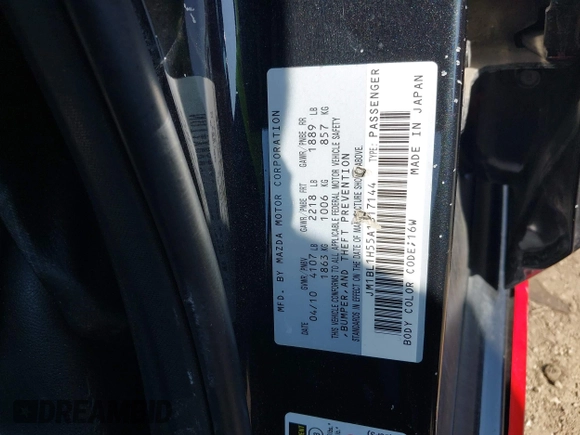 MFD. BY MAZDA MOTOR CORPORATION
DATE GVWR/PNBV GAWR/PNBE FRT GAWR/PNBE RR
04/10 4107 LB 2218 LB 1889 LB
1863 KG 1006 KG 857 KG
THIS VEHICLE CONFORMS TO ALL APPLICABLE FEDERAL MOTOR VEHICLE SAFETY
,BUMPER,AND THEFT PREVENTION
STANDARDS IN EFFECT ON THE DATE OF MANUFACTURE SHOWN ABOVE.
TYPE: PASSENGER
BODY COLOR CODE;16W MADE IN JAPAN
DREAMBID